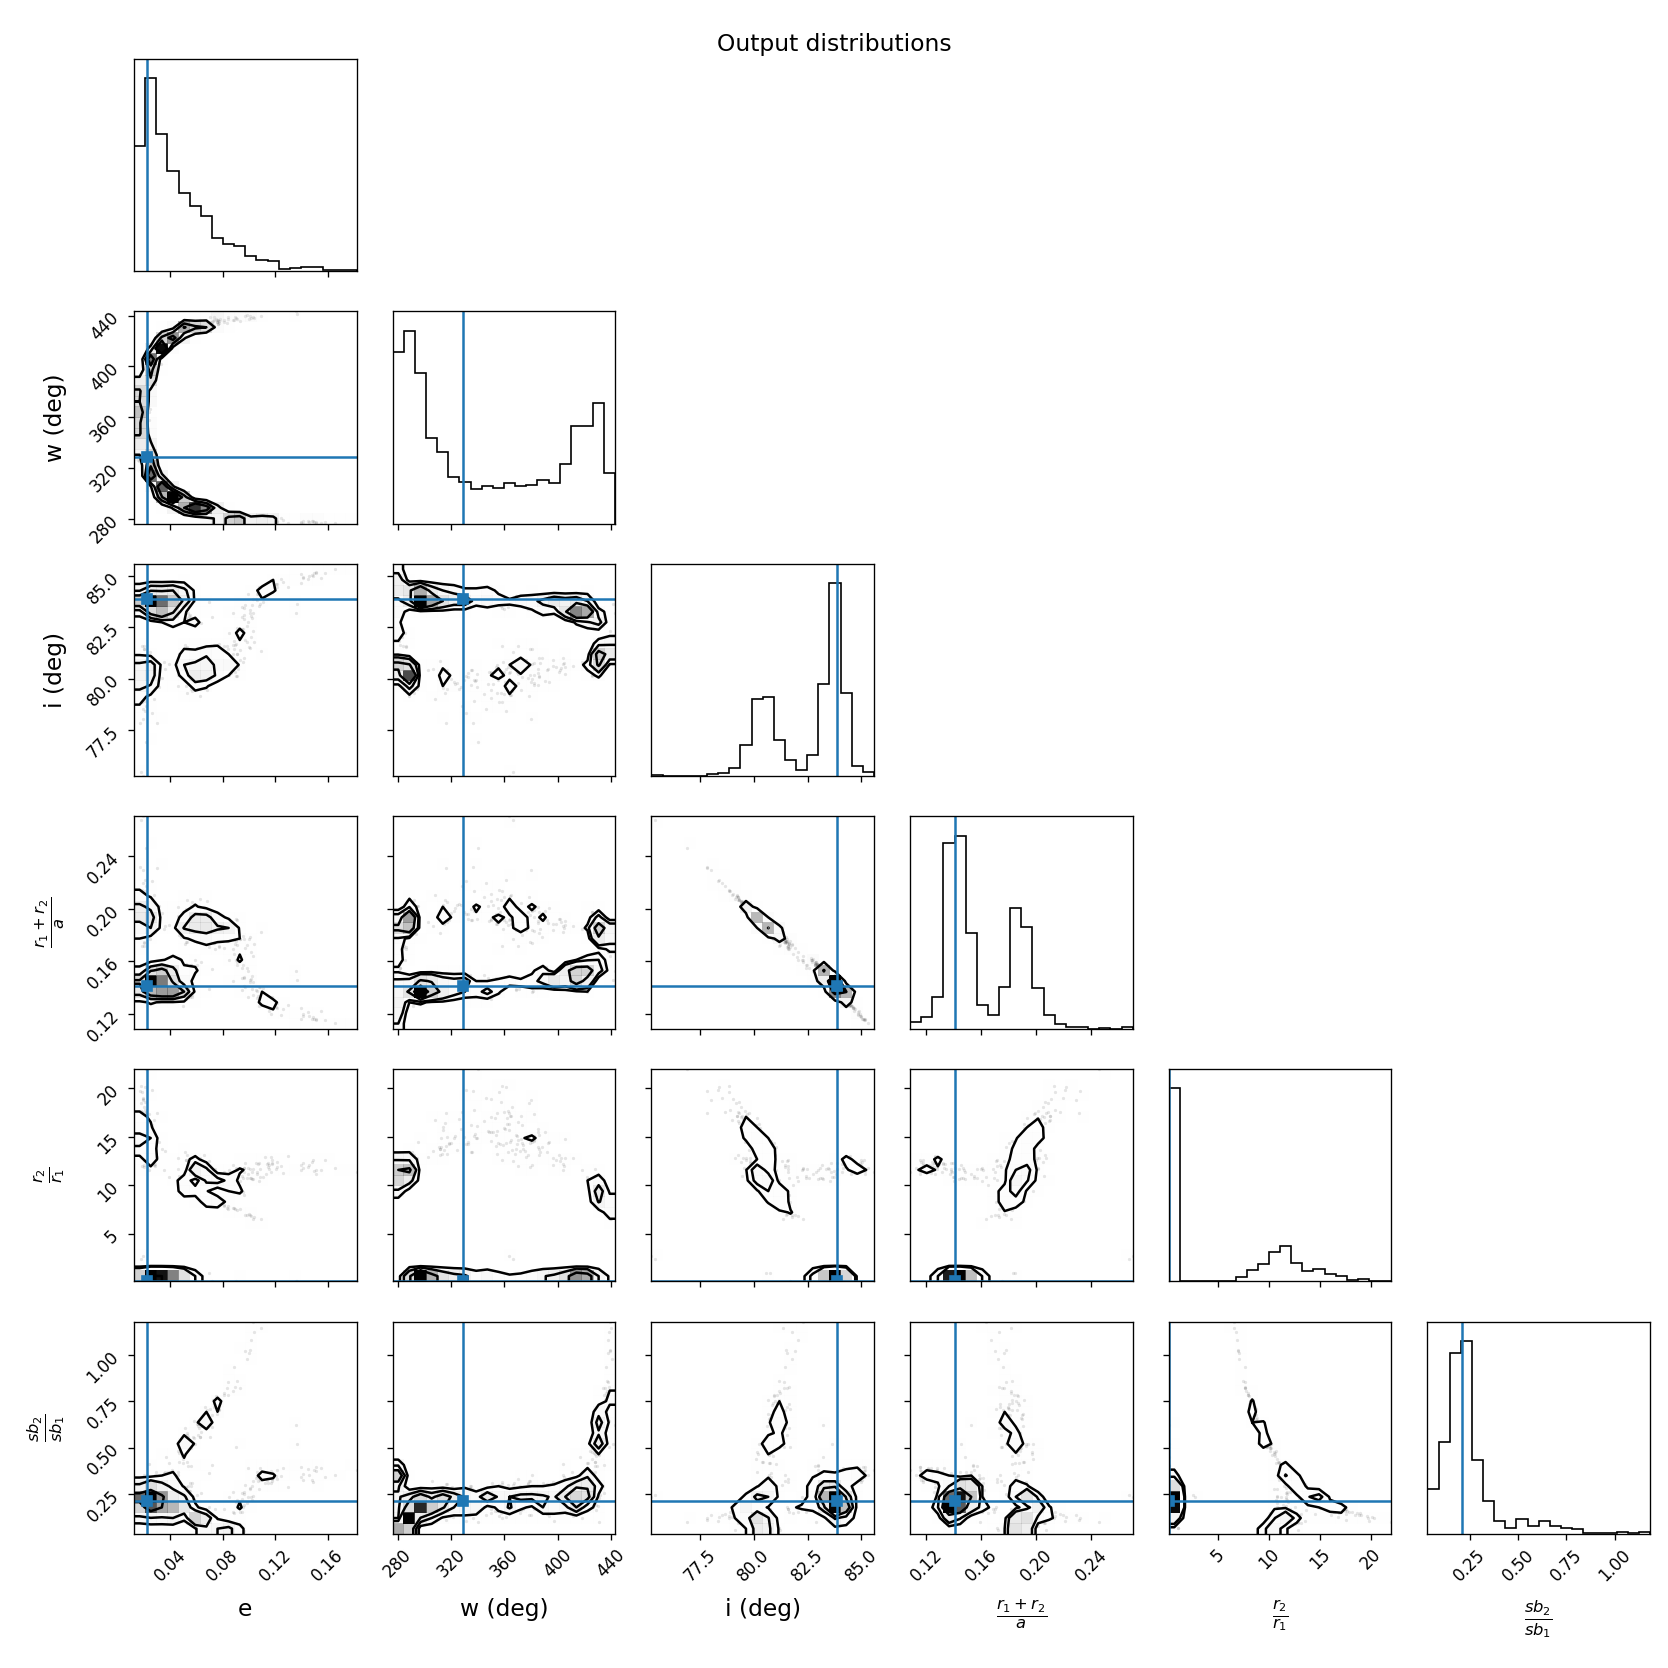 Output distributions
w (deg)
440
400
360
320
280
i (deg)
85.0
82.5
80.0
77.5
r₁ + r₂ / a
0.24
0.20
0.16
0.12
r₂ / r₁
20
15
10
5
sb₂ / sb₁
1.00
0.75
0.50
0.25
0.04 0.08 0.12 0.16 280 320 360 400 440 77.5 80.0 82.5 85.0 0.12 0.16 0.20 0.24 5 10 15 20 0.25 0.50 0.75 1.00
e w (deg) i (deg) r₁ + r₂ / a r₂ / r₁ sb₂ / sb₁